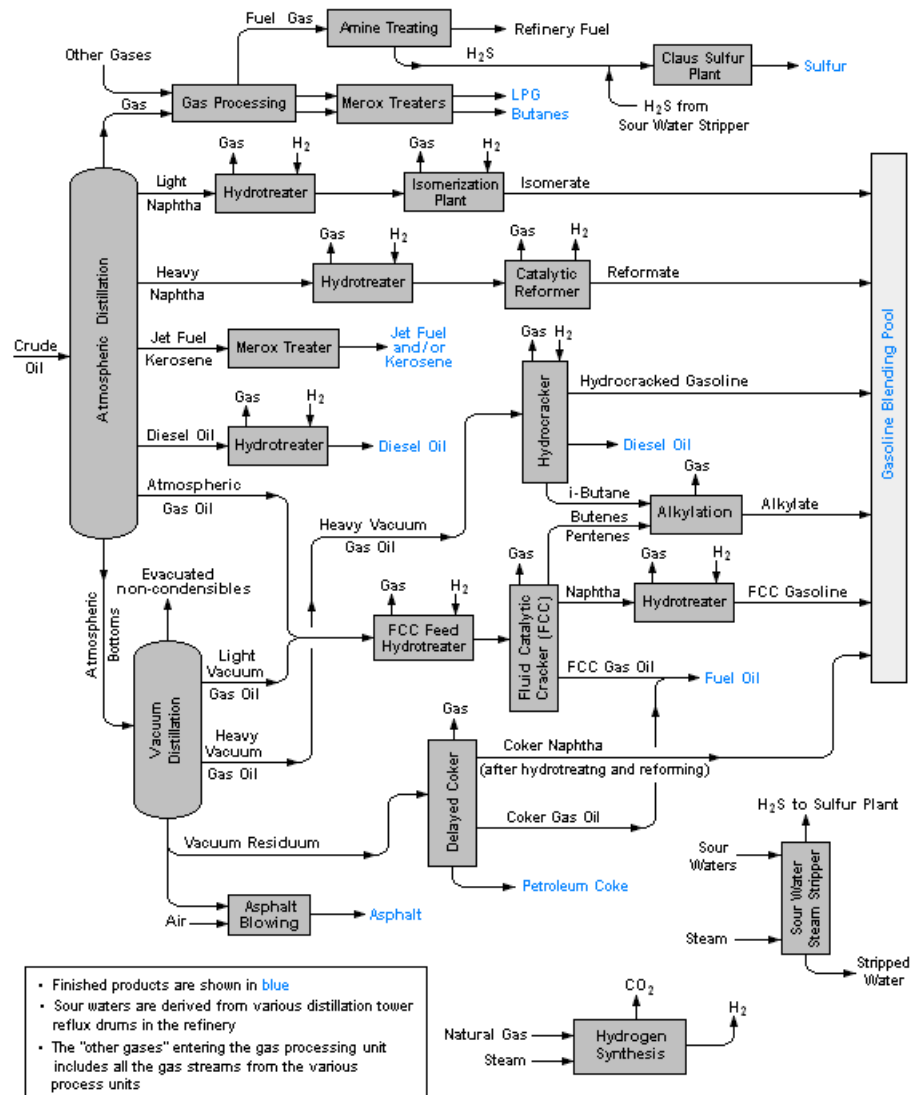 Fuel Gas
Amine Treating
Refinery Fuel
Other Gases
H₂S
Claus Sulfur
Plant
Sulfur
Gas
Gas Processing
Merox Treaters
LPG
Butanes
H₂S from
Sour Water Stripper
Gas
H₂
Gas
H₂
Light
Naphtha
Hydrotreater
Isomerization
Plant
Isomerate
Gas
H₂
Gas
H₂
Heavy
Naphtha
Hydrotreater
Catalytic
Reformer
Reformate
Crude
Oil
Atmospheric Distillation
Jet Fuel
Kerosene
Merox Treater
Jet Fuel
and/or
Kerosene
Gas
H₂
Hydrocracker
Hydrocracked Gasoline
Gasoline Blending Pool
Gas
H₂
Diesel Oil
Hydrotreater
Diesel Oil
Diesel Oil
Atmospheric
Gas Oil
Heavy Vacuum
Gas Oil
i-Butane
Gas
Butenes
Pentenes
Alkylation
Alkylate
Atmospheric
Bottoms
Evacuated
non-condensibles
Gas
H₂
FCC Feed
Hydrotreater
Gas
Fluid Catalytic
Cracker (FCC)
Naphtha
Gas
H₂
Hydrotreater
FCC Gasoline
Light
Vacuum
Gas Oil
FCC Gas Oil
Fuel Oil
Vacuum
Distillation
Heavy
Vacuum
Gas Oil
Gas
Delayed Coker
Coker Naphtha
(after hydrotreatng and reforming)
Coker Gas Oil
Vacuum Residuum
Petroleum Coke
Air
Asphalt
Blowing
Asphalt
H₂S to Sulfur Plant
Sour
Waters
Sour Water
Steam Stripper
Steam
Stripped
Water
• Finished products are shown in blue
• Sour waters are derived from various distillation tower
reflux drums in the refinery
• The "other gases" entering the gas processing unit
includes all the gas streams from the various
process units
CO₂
H₂
Natural Gas
Steam
Hydrogen
Synthesis